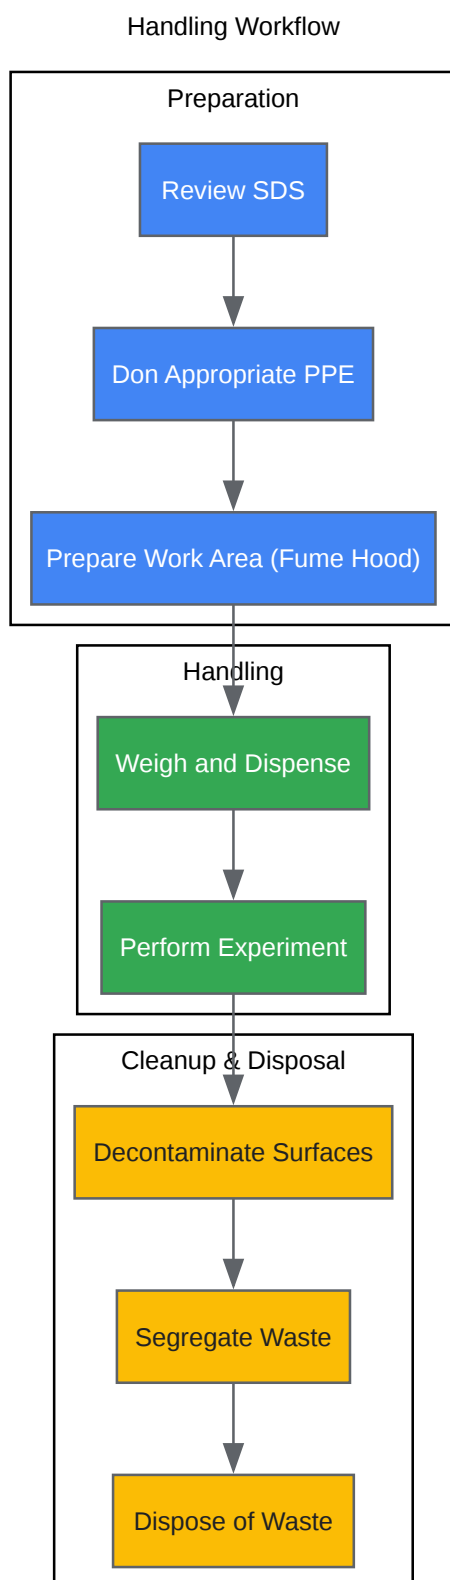 Handling Workflow
Preparation
Review SDS
Don Appropriate PPE
Prepare Work Area (Fume Hood)
Handling
Weigh and Dispense
Perform Experiment
Cleanup & Disposal
Decontaminate Surfaces
Segregate Waste
Dispose of Waste